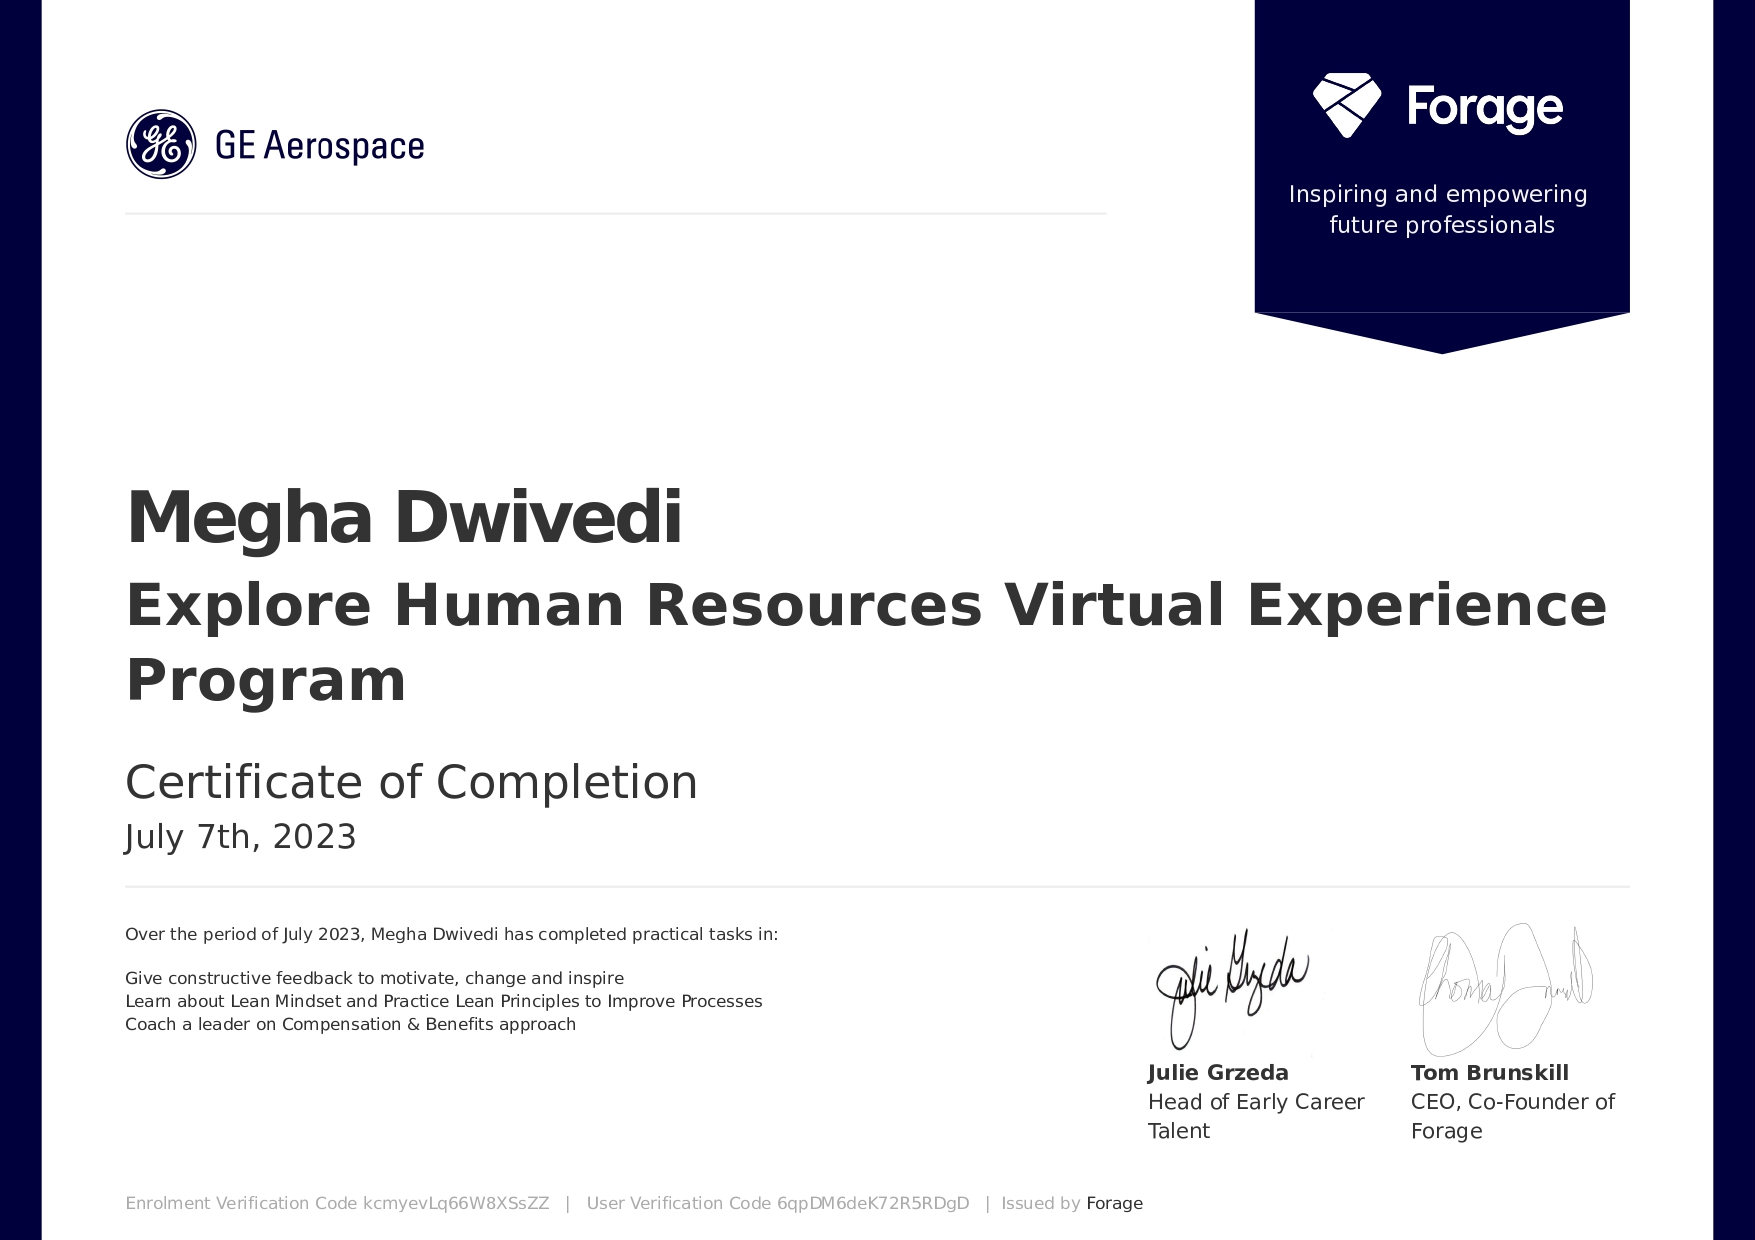 GE Aerospace
Forage
Inspiring and empowering
future professionals
Megha Dwivedi
Explore Human Resources Virtual Experience
Program
Certificate of Completion
July 7th, 2023
Over the period of July 2023, Megha Dwivedi has completed practical tasks in:
Give constructive feedback to motivate, change and inspire
Learn about Lean Mindset and Practice Lean Principles to Improve Processes
Coach a leader on Compensation & Benefits approach
Julie Grzeda
Julie Grzeda
Head of Early Career
Talent
Tom Brunskill
CEO, Co-Founder of
Forage
Enrolment Verification Code kcmyevLq66W8XSsZZ | User Verification Code 6qpDM6deK72R5RDgD | Issued by Forage